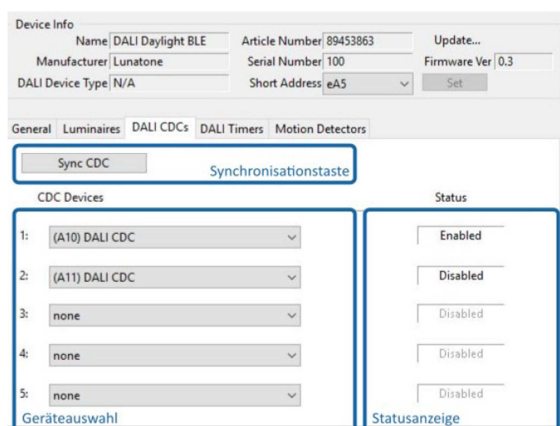 Device Info
Name DALI Daylight BLE Article Number 89453863 Update...
Manufacturer Lunatone Serial Number 100 Firmware Ver 0.3
DALI Device Type N/A Short Address eA5 Set
General Luminaires DALI CDCs DALI Timers Motion Detectors
Sync CDC Synchronisationstaste
CDC Devices Status
1: (A10) DALI CDC Enabled
2: (A11) DALI CDC Disabled
3: none Disabled
4: none Disabled
5: none Disabled
Geräteauswahl Statusanzeige